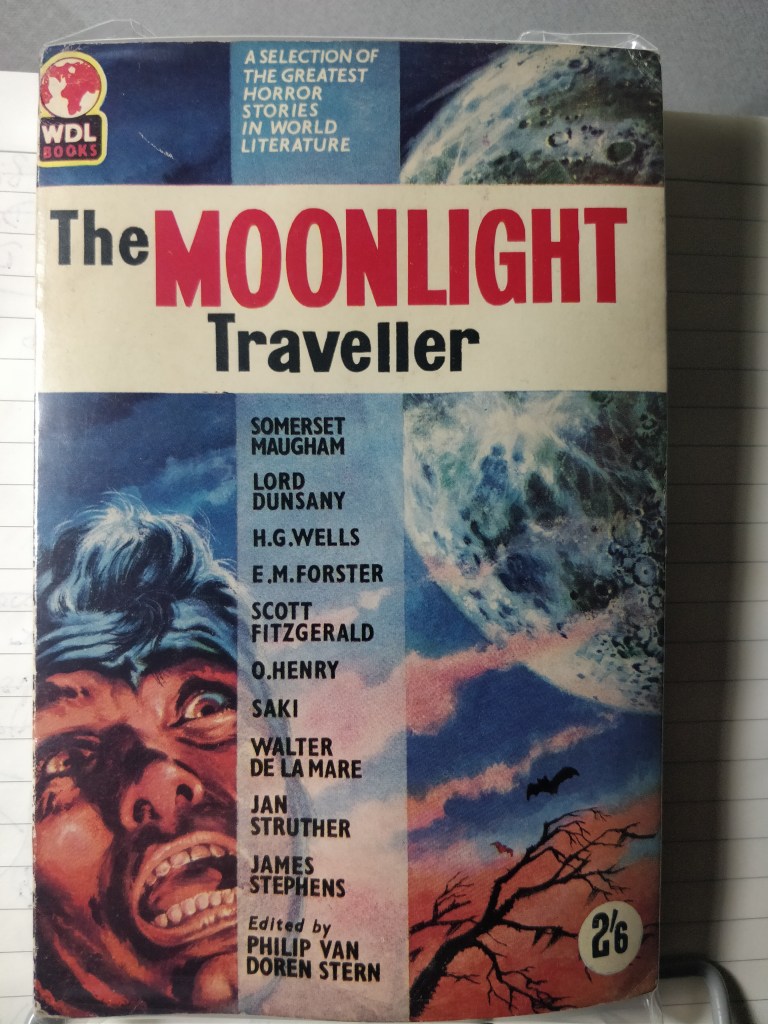 WDL
BOOKS
A SELECTION OF
THE GREATEST
HORROR
STORIES
IN WORLD
LITERATURE
The MOONLIGHT
Traveller
SOMERSET
MAUGHAM
LORD
DUNSANY
H.G.WELLS
E.M.FORSTER
SCOTT
FITZGERALD
O.HENRY
SAKI
WALTER
DE LA MARE
JAN
STRUTHER
JAMES
STEPHENS
Edited by
PHILIP VAN
DOREN STERN
2/6